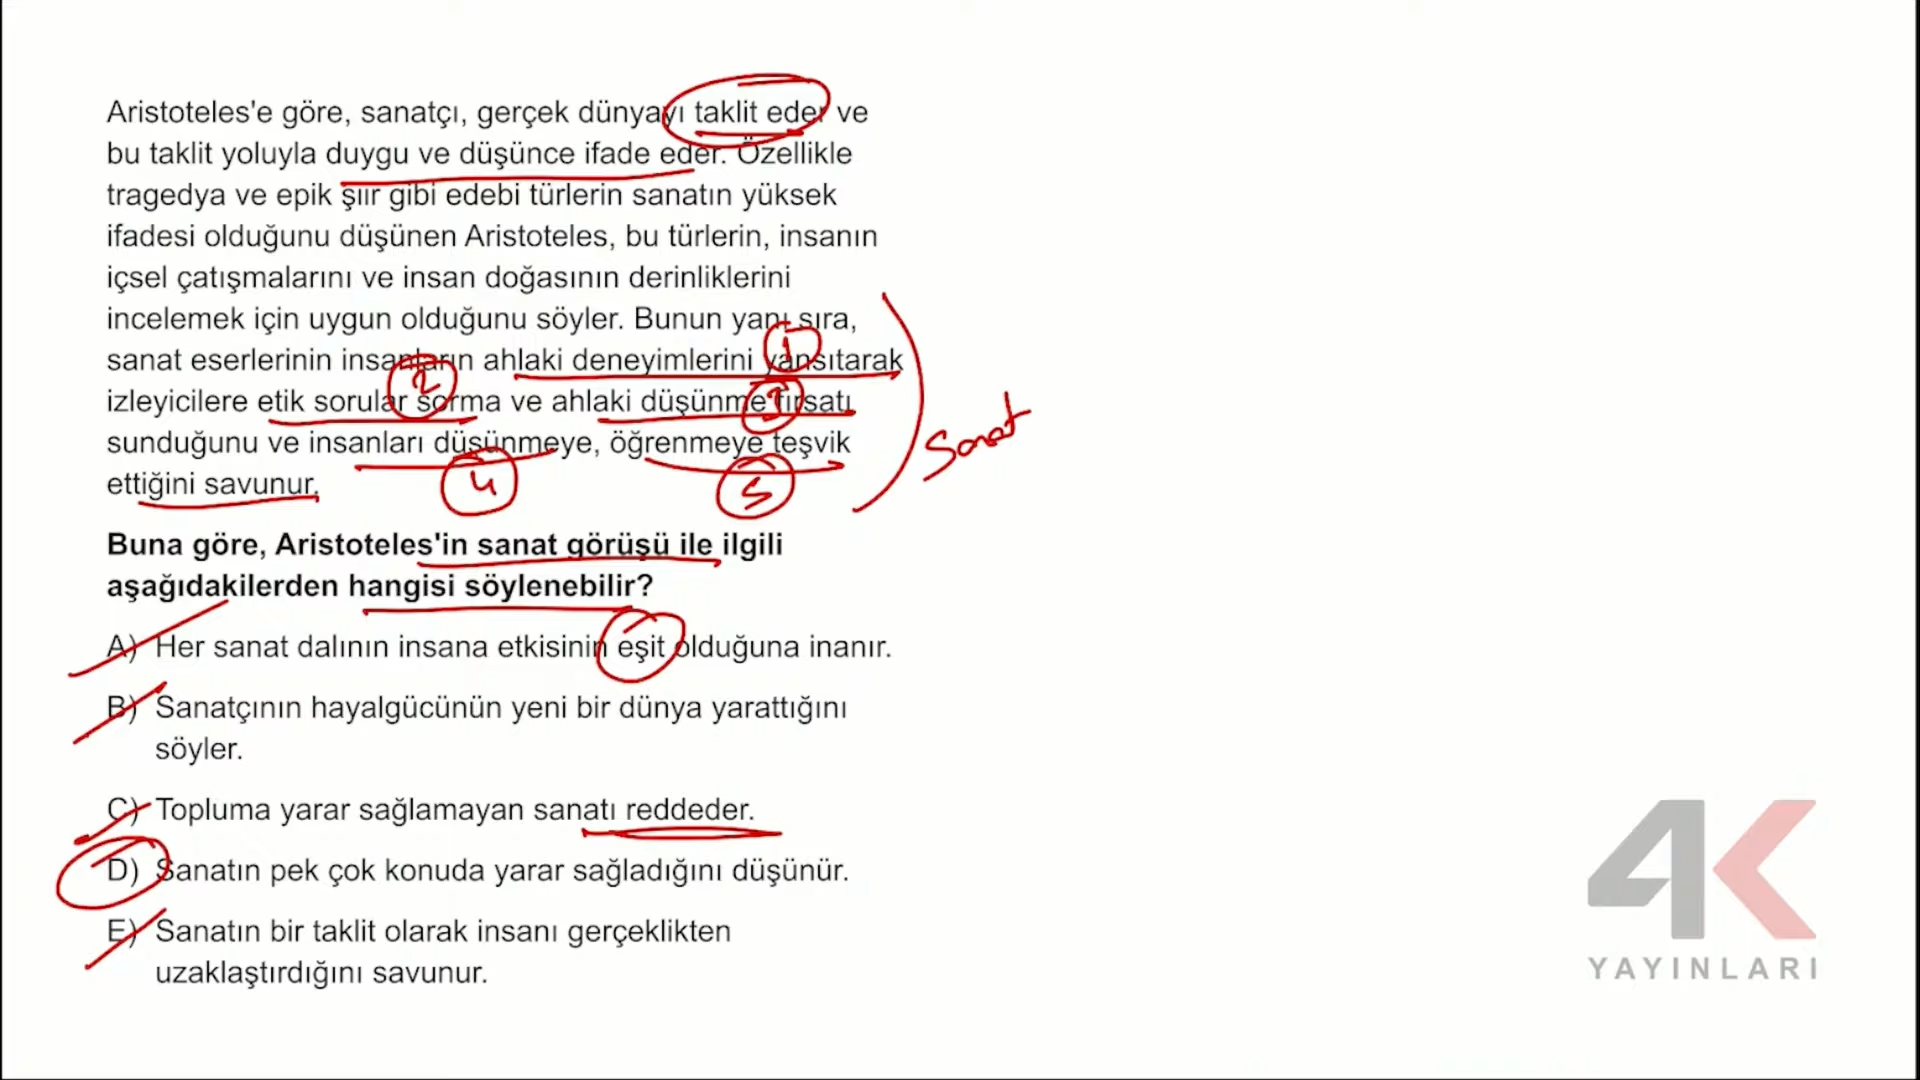 Aristoteles'e göre, sanatçı, gerçek dünyayı taklit eder ve
bu taklit yoluyla duygu ve düşünce ifade eder. Özellikle
tragedya ve epik şiir gibi edebi türlerin sanatın yüksek
ifadesi olduğunu düşünen Aristoteles, bu türlerin, insanın
içsel çatışmalarını ve insan doğasının derinliklerini
incelemek için uygun olduğunu söyler. Bunun yanı sıra,
1
sanat eserlerinin insanların ahlaki deneyimlerini yansıtarak
2
izleyicilere etik sorular sorma ve ahlaki düşünme fırsatı
Sanat
sunduğunu ve insanları düşünmeye, öğrenmeye teşvik
ettiğini savunur.
4 5
Buna göre, Aristoteles'in sanat görüşü ile ilgili
aşağıdakilerden hangisi söylenebilir?
A) Her sanat dalının insana etkisinin eşit olduğuna inanır.
B) Sanatçının hayalgücünün yeni bir dünya yarattığını
söyler.
C) Topluma yarar sağlamayan sanatı reddeder.
D) Sanatın pek çok konuda yarar sağladığını düşünür.
E) Sanatın bir taklit olarak insanı gerçeklikten
uzaklaştırdığını savunur.
4K
YAYINLARI